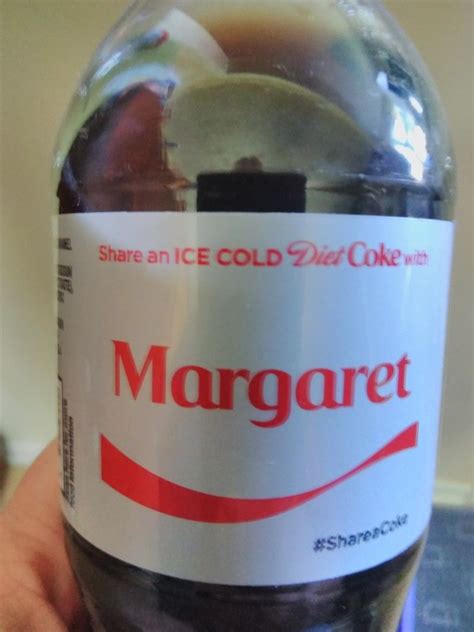 Share an ICE COLD Diet Coke with
Margaret
#ShareaCoke